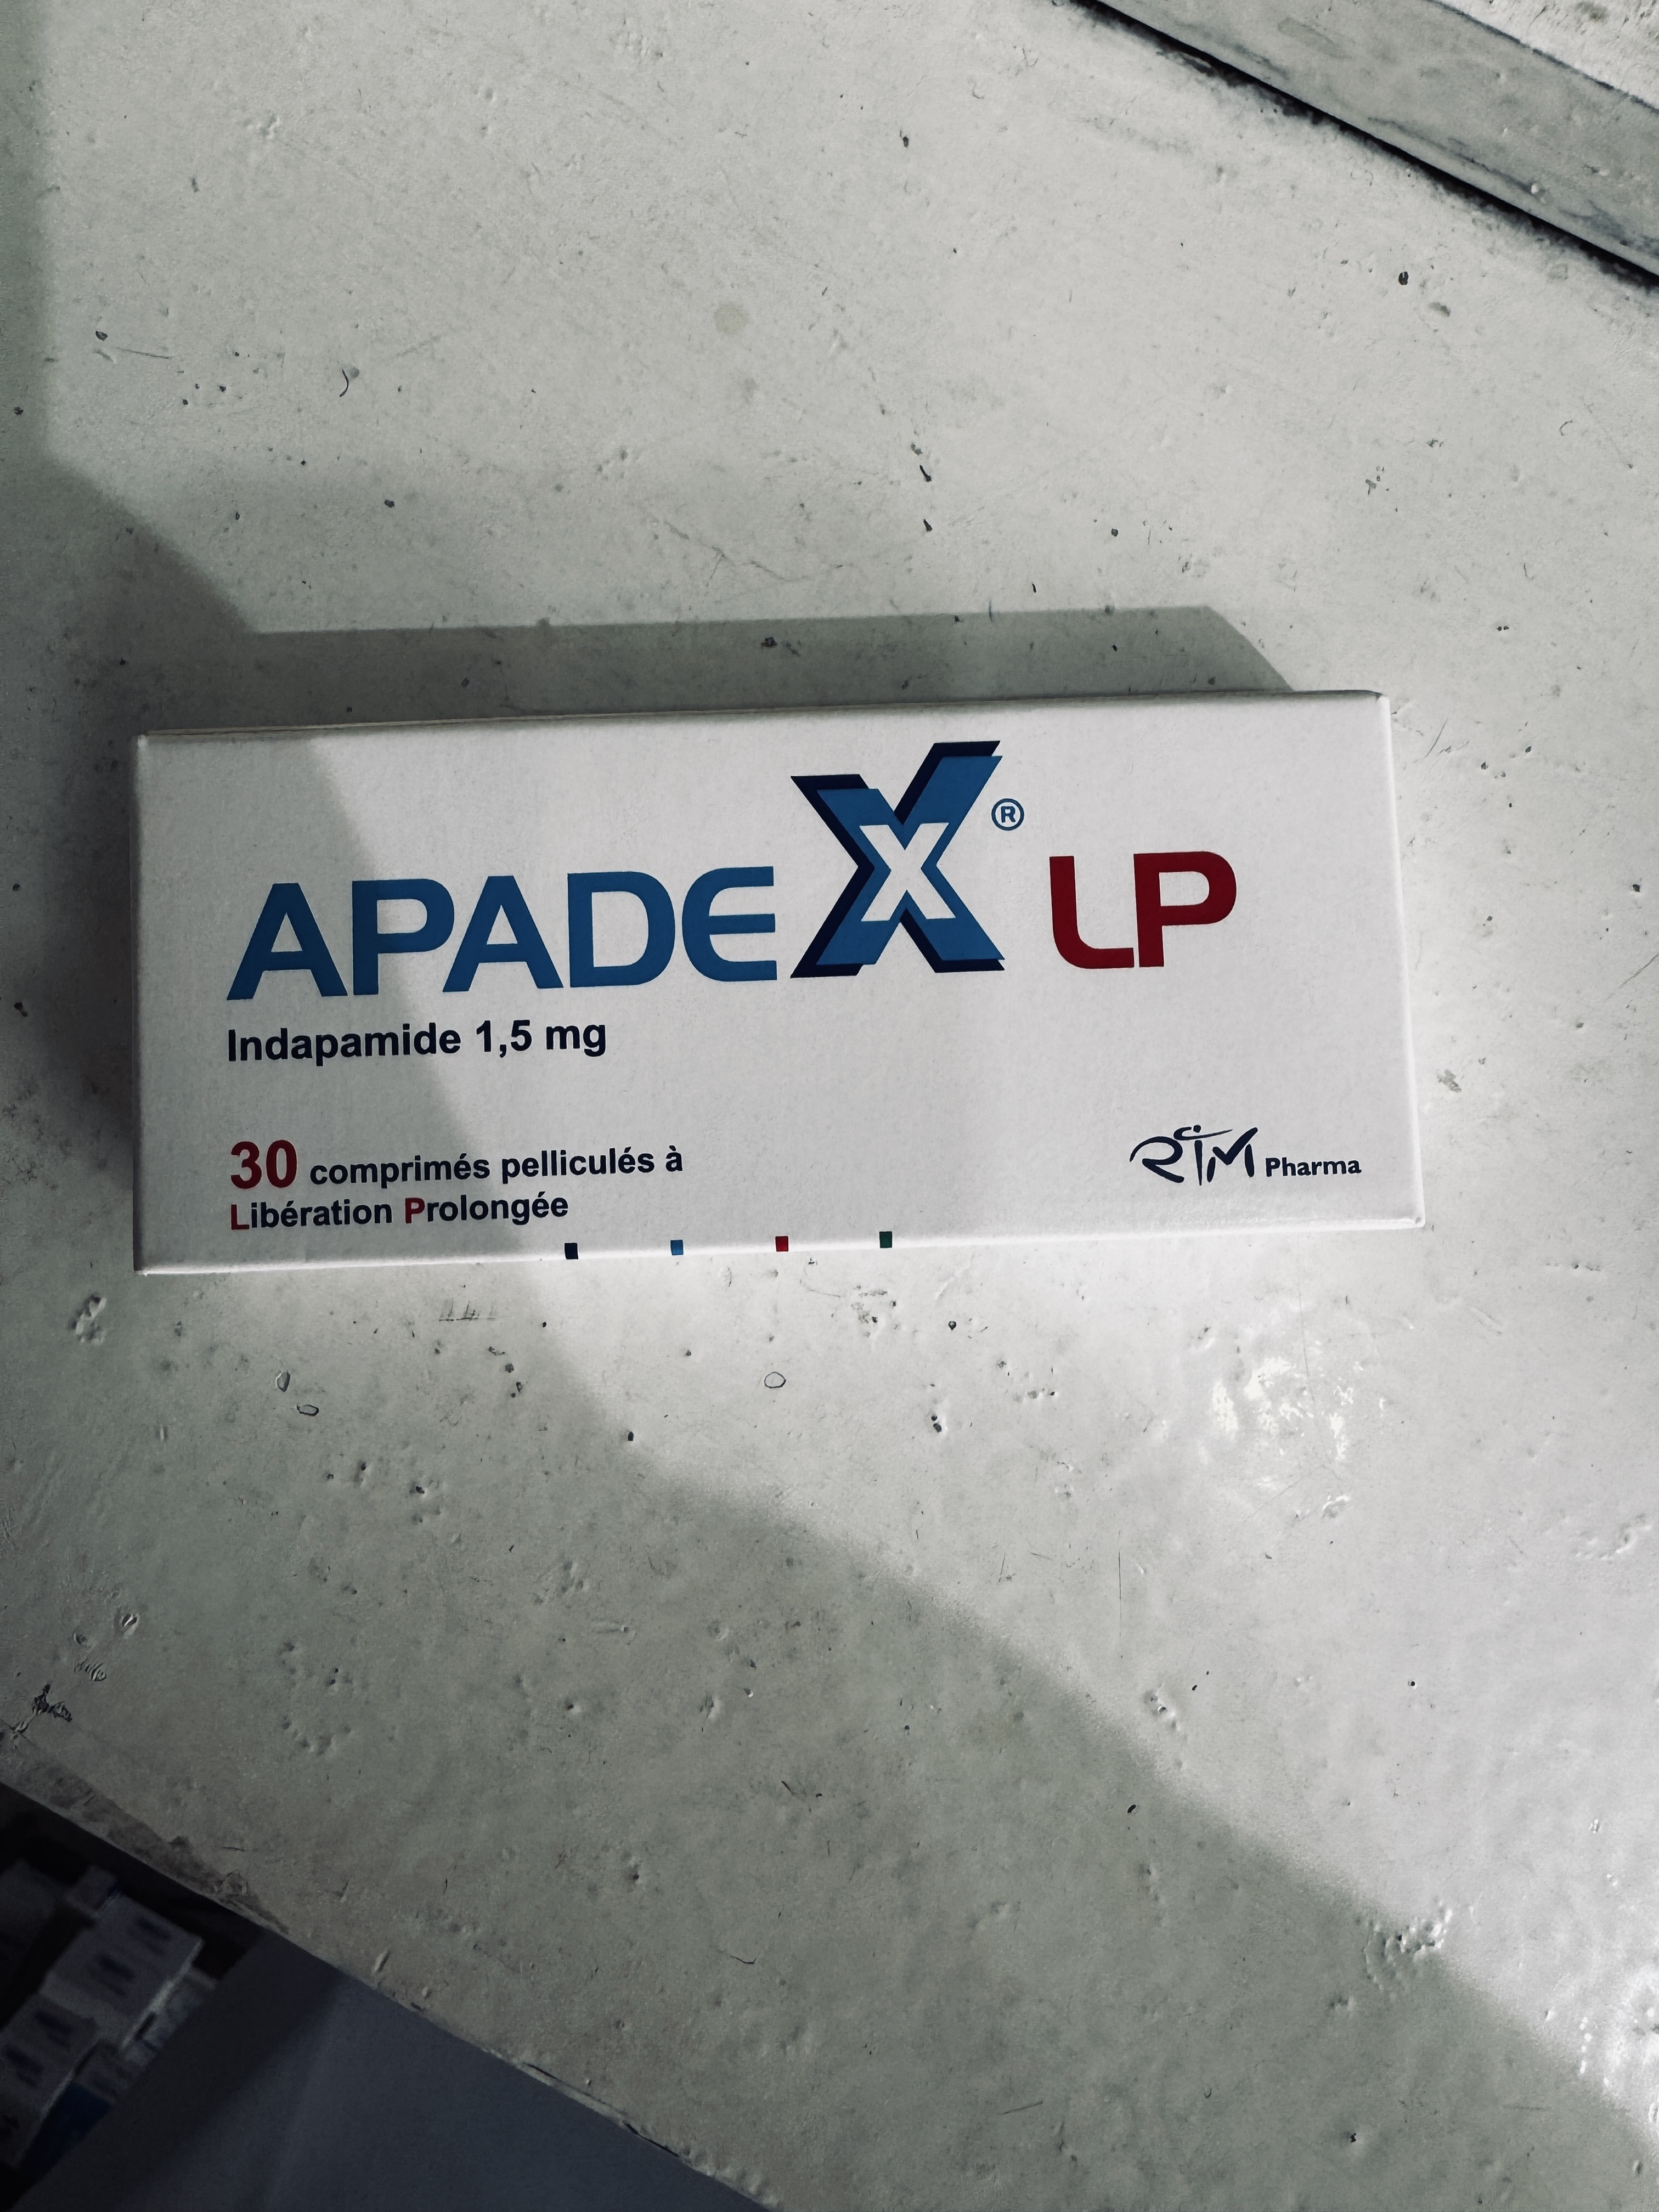 APADEX® LP
Indapamide 1,5 mg
30 comprimés pelliculés à
Libération Prolongée
RTM Pharma